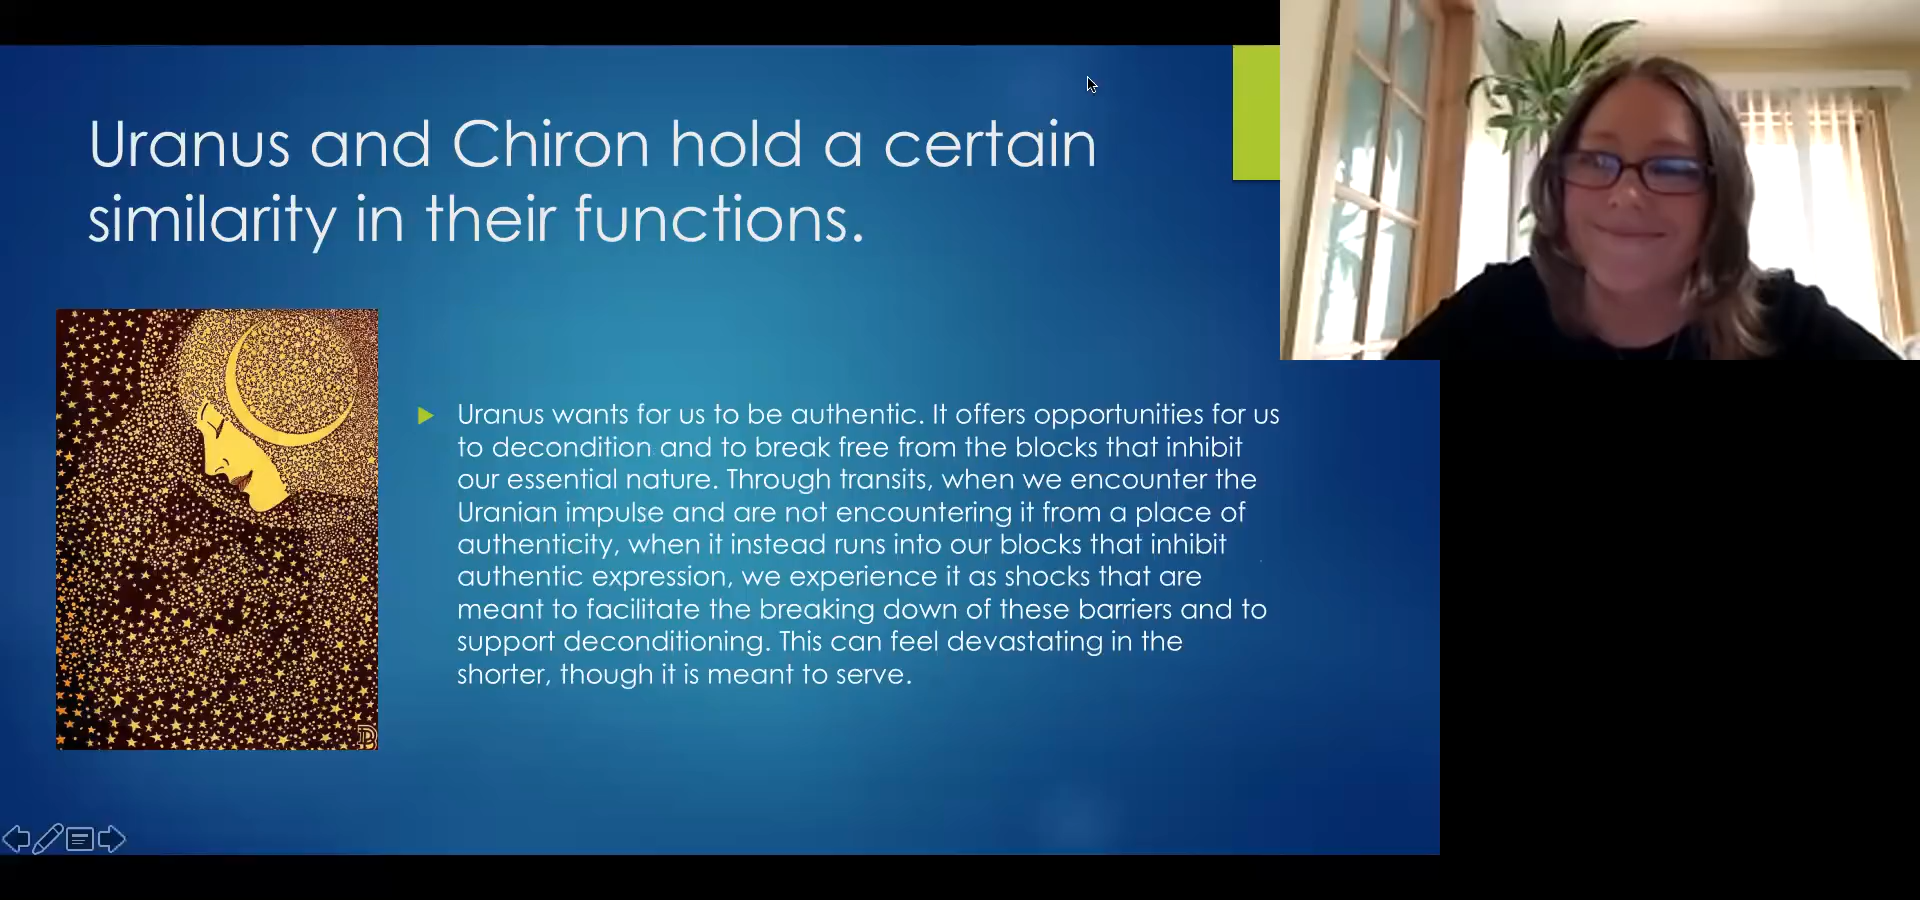 Uranus and Chiron hold a certain
similarity in their functions.
Uranus wants for us to be authentic. It offers opportunities for us
to decondition and to break free from the blocks that inhibit
our essential nature. Through transits, when we encounter the
Uranian impulse and are not encountering it from a place of
authenticity, when it instead runs into our blocks that inhibit
authentic expression, we experience it as shocks that are
meant to facilitate the breaking down of these barriers and to
support deconditioning. This can feel devastating in the
shorter, though it is meant to serve.